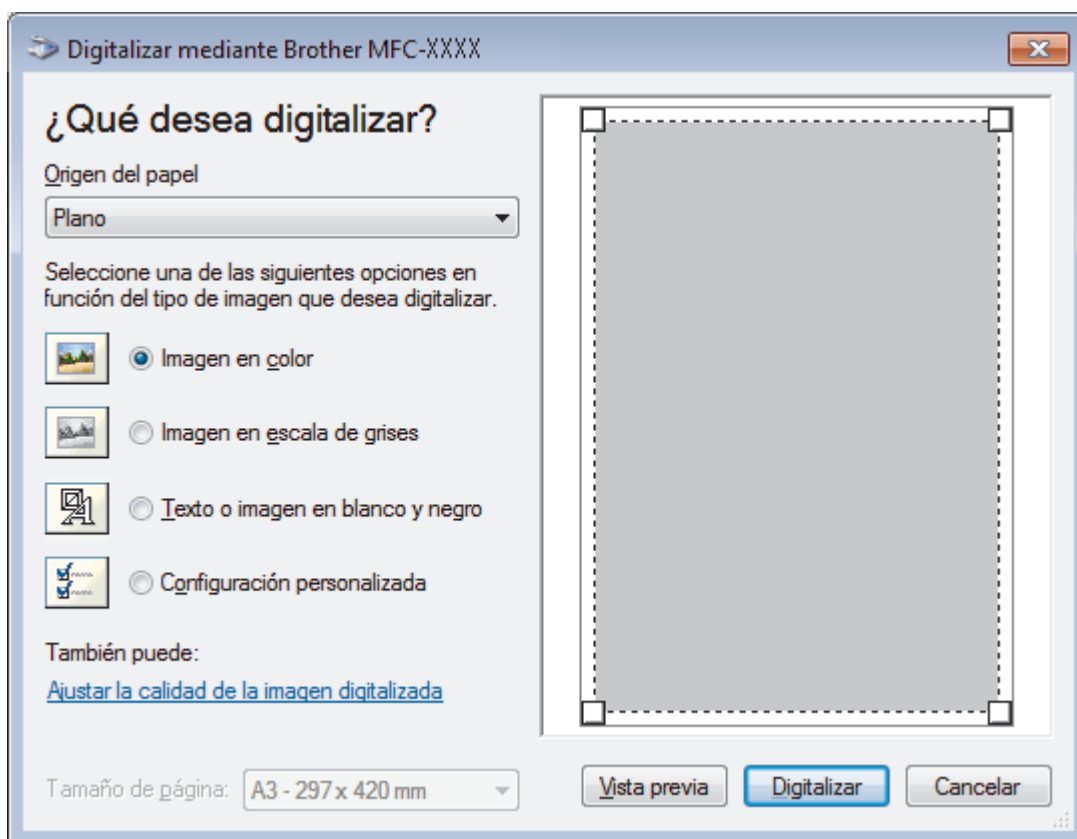 Digitalizar mediante Brother MFC-XXXX
¿Qué desea digitalizar?
Origen del papel
Plano
Seleccione una de las siguientes opciones en
función del tipo de imagen que desea digitalizar.
Imagen en color
Imagen en escala de grises
Texto o imagen en blanco y negro
Configuración personalizada
También puede:
Ajustar la calidad de la imagen digitalizada
Tamaño de página: A3 - 297 x 420 mm
Vista previa Digitalizar Cancelar